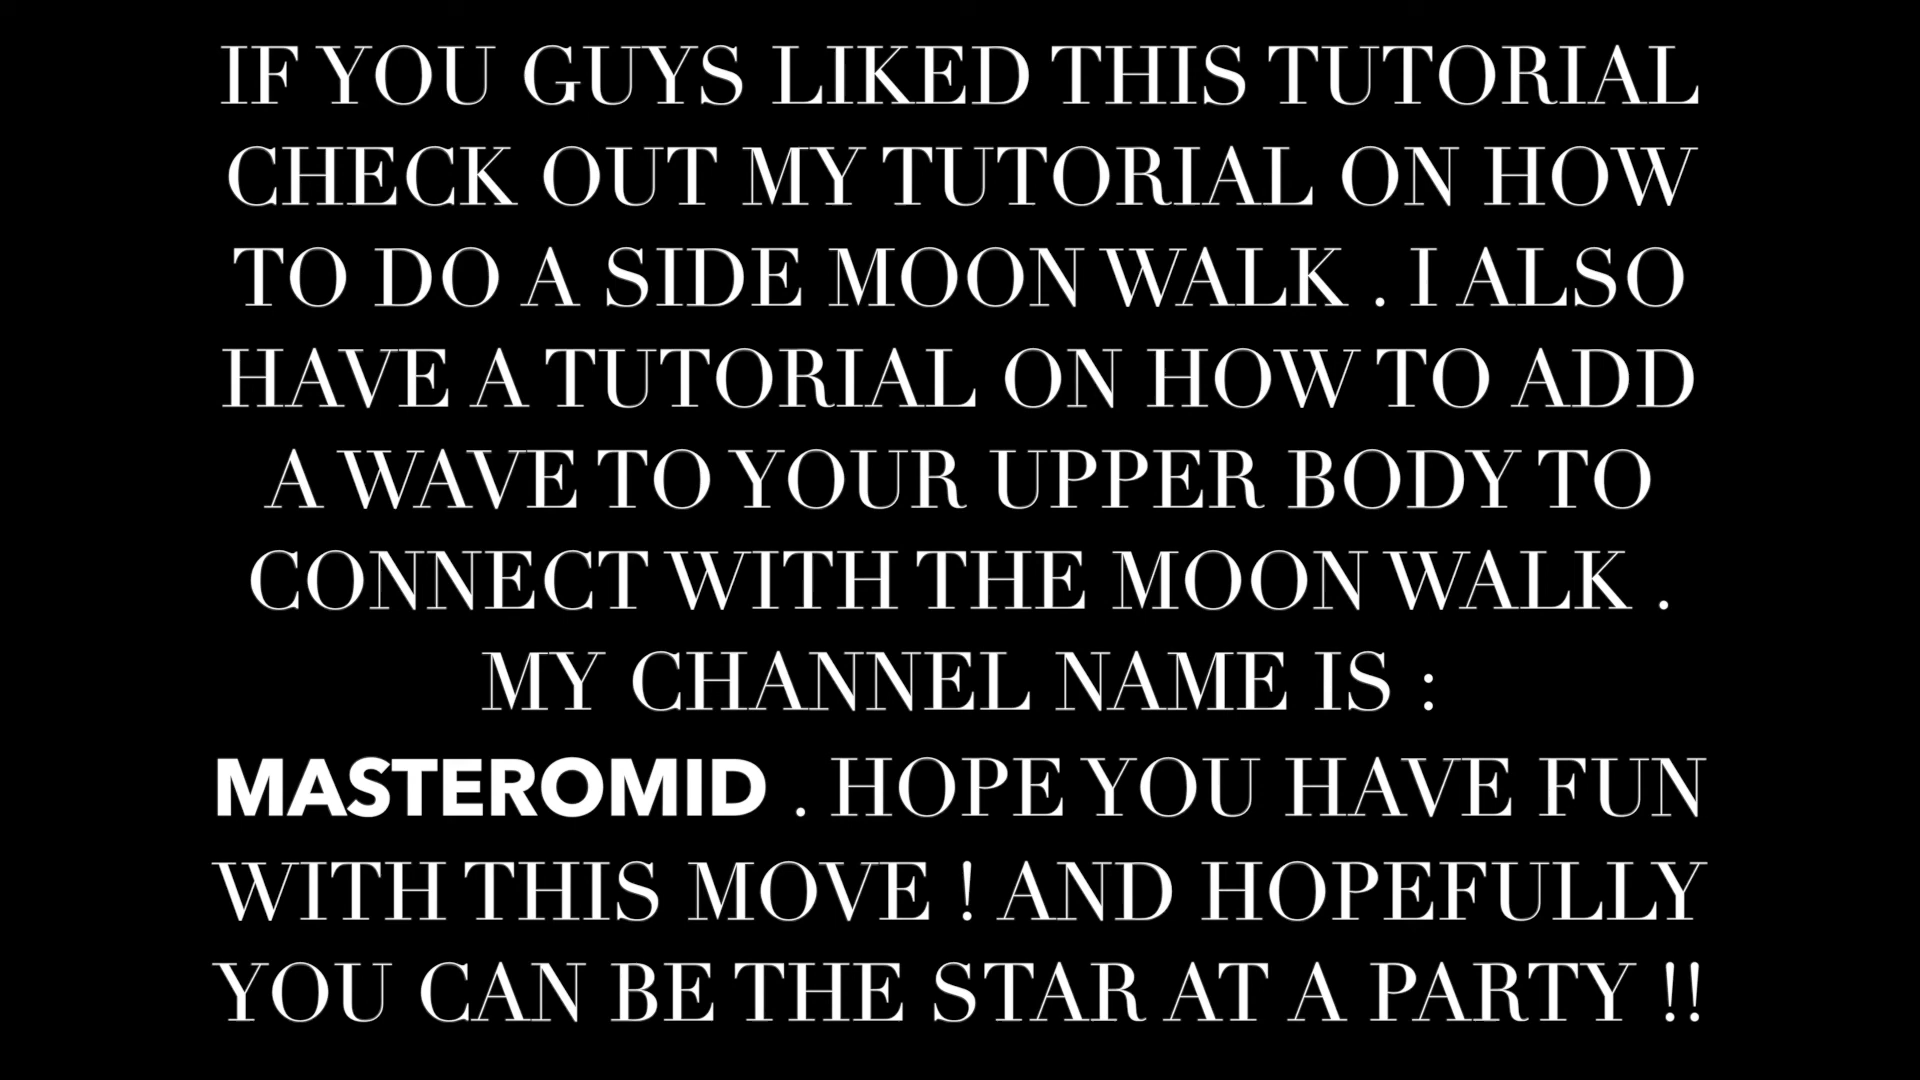 IF YOU GUYS LIKED THIS TUTORIAL
CHECK OUT MY TUTORIAL ON HOW
TO DO A SIDE MOON WALK . I ALSO
HAVE A TUTORIAL ON HOW TO ADD
A WAVE TO YOUR UPPER BODY TO
CONNECT WITH THE MOON WALK .
MY CHANNEL NAME IS :
MASTEROMID . HOPE YOU HAVE FUN
WITH THIS MOVE ! AND HOPEFULLY
YOU CAN BE THE STAR AT A PARTY !!